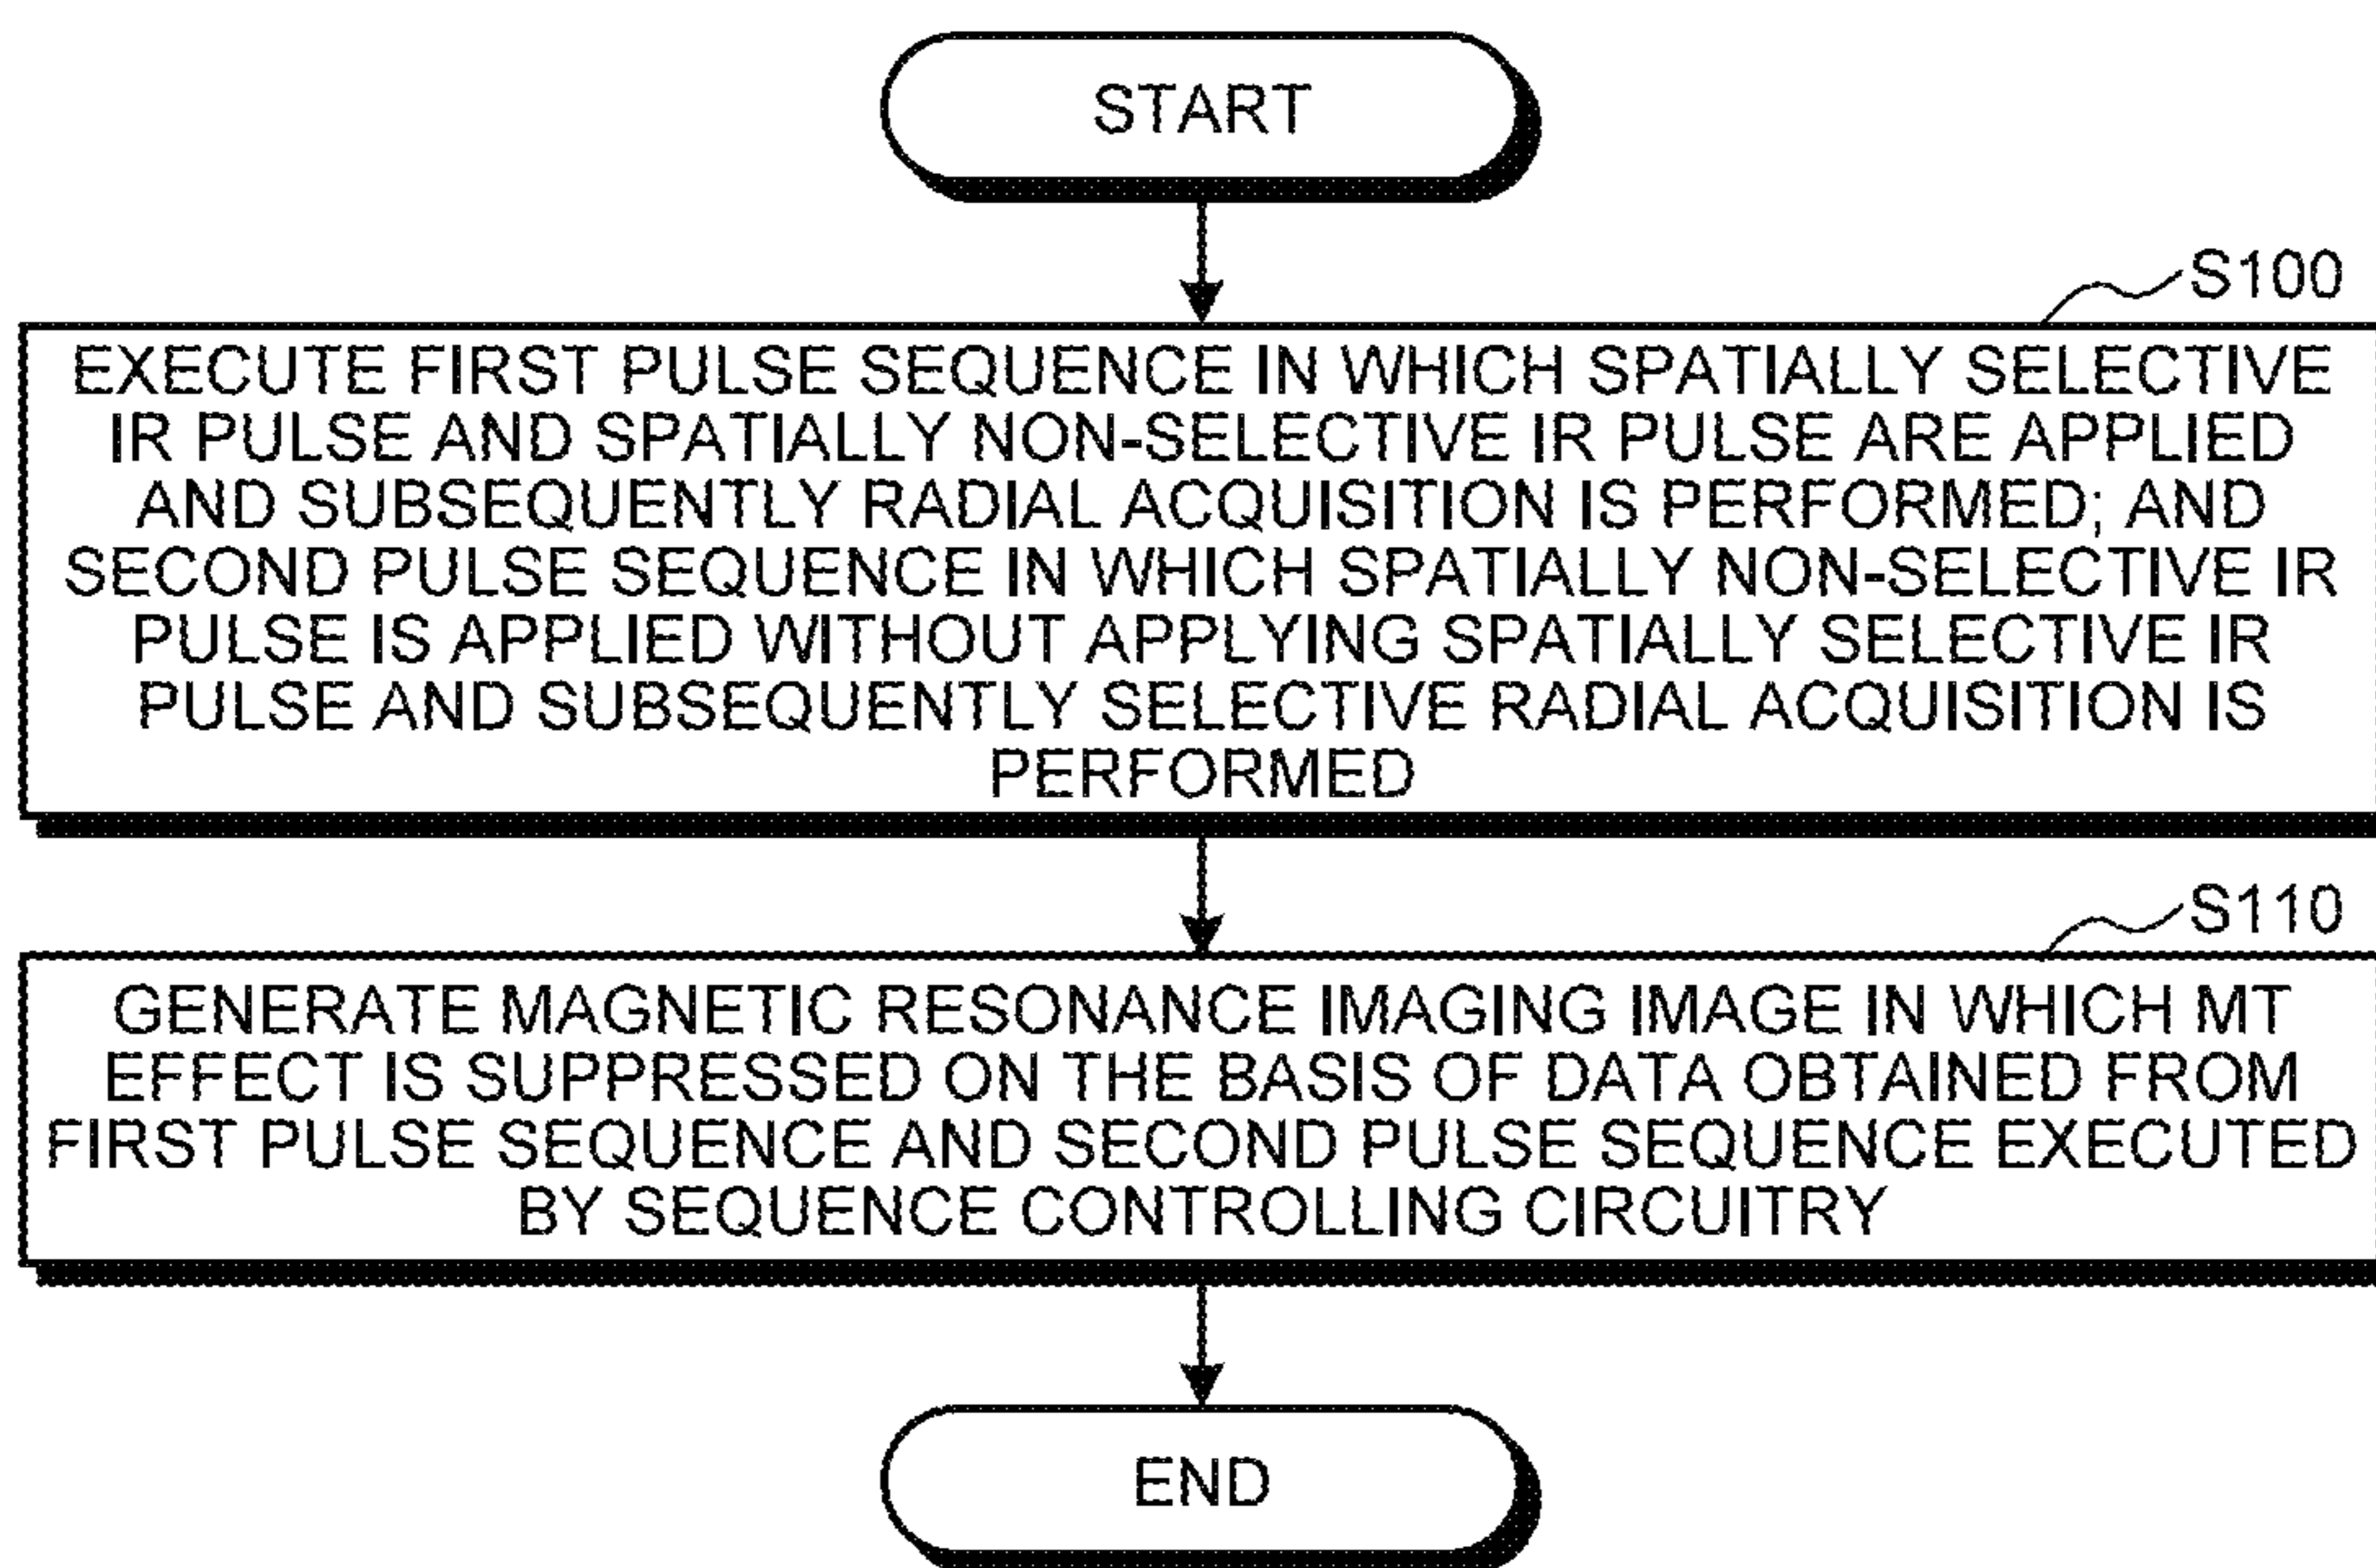 START
S100
EXECUTE FIRST PULSE SEQUENCE IN WHICH SPATIALLY SELECTIVE
IR PULSE AND SPATIALLY NON-SELECTIVE IR PULSE ARE APPLIED
AND SUBSEQUENTLY RADIAL ACQUISITION IS PERFORMED; AND
SECOND PULSE SEQUENCE IN WHICH SPATIALLY NON-SELECTIVE IR
PULSE IS APPLIED WITHOUT APPLYING SPATIALLY SELECTIVE IR
PULSE AND SUBSEQUENTLY SELECTIVE RADIAL ACQUISITION IS
PERFORMED
S110
GENERATE MAGNETIC RESONANCE IMAGING IMAGE IN WHICH MT
EFFECT IS SUPPRESSED ON THE BASIS OF DATA OBTAINED FROM
FIRST PULSE SEQUENCE AND SECOND PULSE SEQUENCE EXECUTED
BY SEQUENCE CONTROLLING CIRCUITRY
END